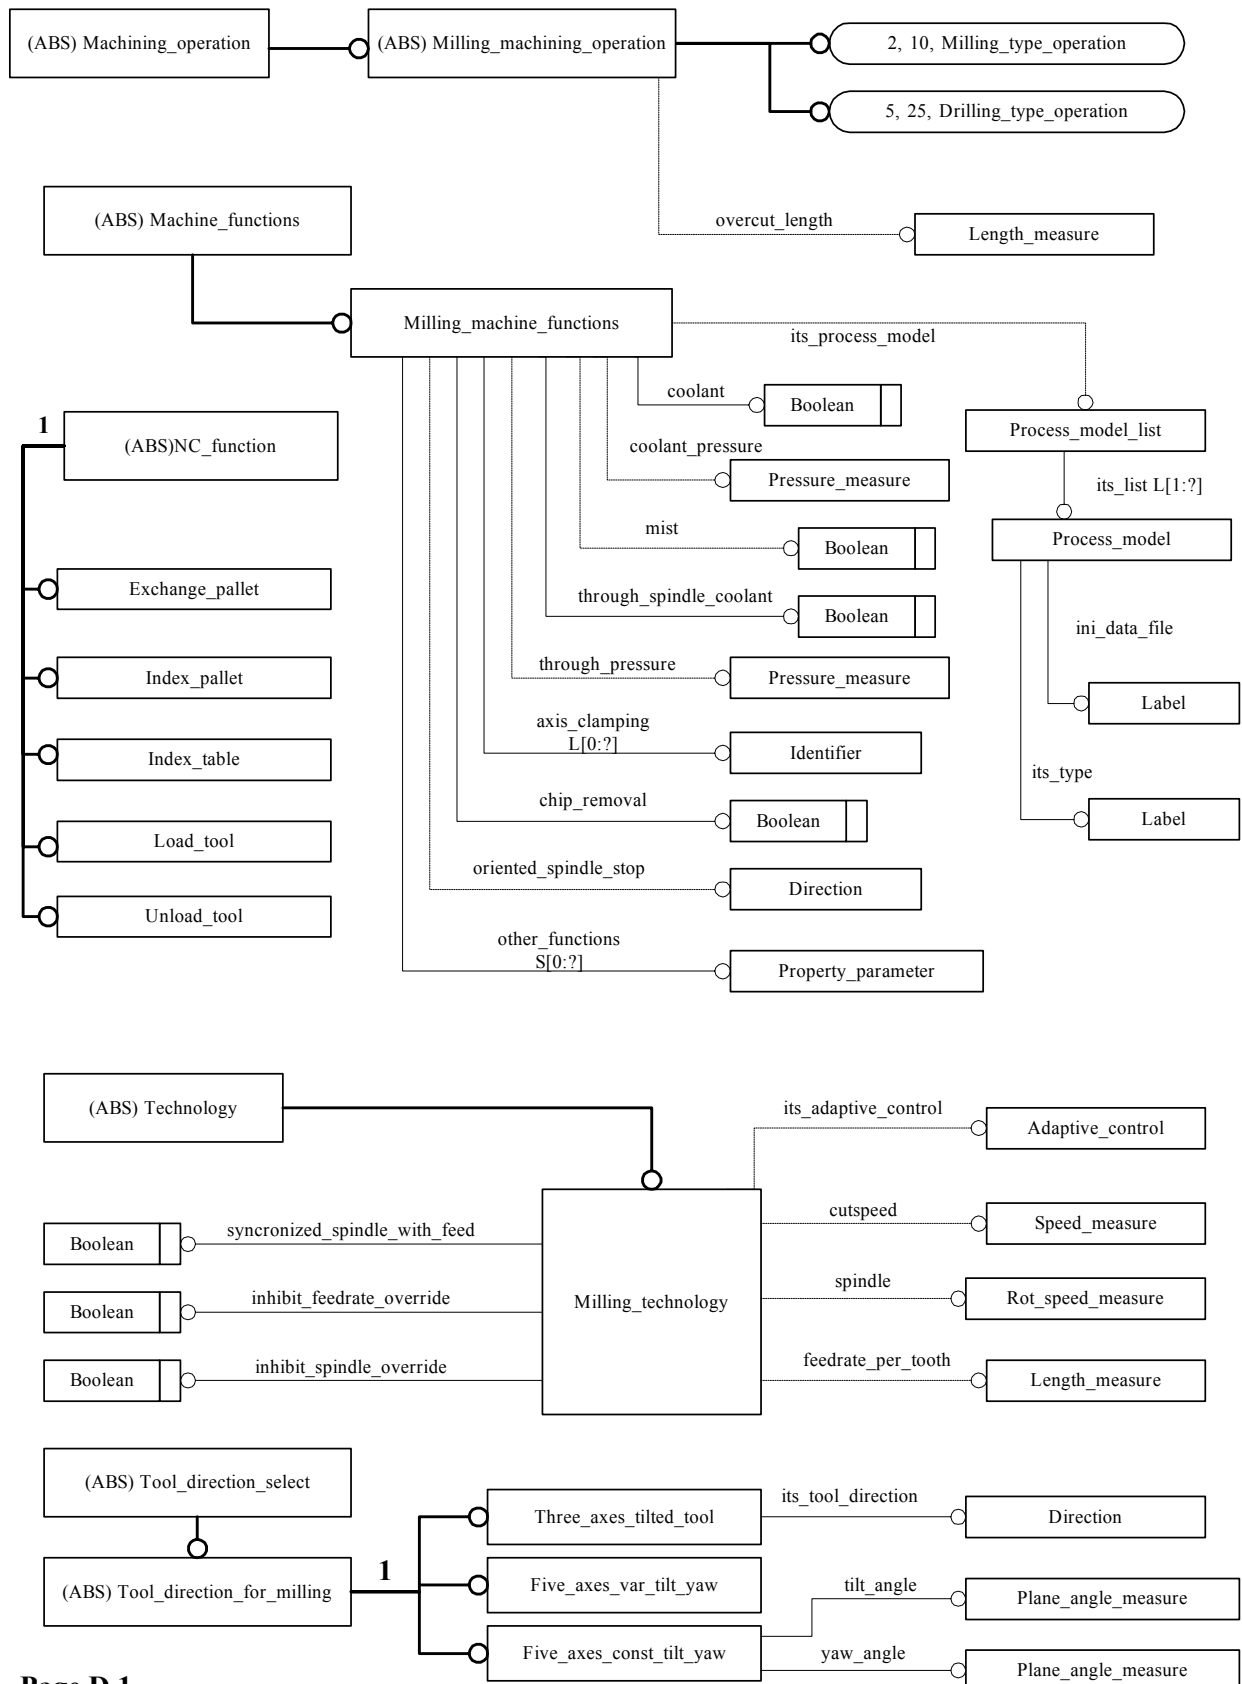 (ABS) Machining_operation
(ABS) Milling_machining_operation
2, 10, Milling_type_operation
5, 25, Drilling_type_operation
overcut_length
Length_measure
(ABS) Machine_functions
Milling_machine_functions
its_process_model
coolant
Boolean
coolant_pressure
Pressure_measure
mist
Boolean
through_spindle_coolant
Boolean
through_pressure
Pressure_measure
axis_clamping
L[0:?]
Identifier
chip_removal
Boolean
oriented_spindle_stop
Direction
other_functions
S[0:?]
Property_parameter
Process_model_list
its_list L[1:?]
Process_model
ini_data_file
Label
its_type
Label
1
(ABS)NC_function
Exchange_pallet
Index_pallet
Index_table
Load_tool
Unload_tool
(ABS) Technology
its_adaptive_control
Adaptive_control
Boolean
syncronized_spindle_with_feed
cutspeed
Speed_measure
Boolean
inhibit_feedrate_override
Milling_technology
spindle
Rot_speed_measure
Boolean
inhibit_spindle_override
feedrate_per_tooth
Length_measure
(ABS) Tool_direction_select
(ABS) Tool_direction_for_milling
1
Three_axes_tilted_tool
its_tool_direction
Direction
Five_axes_var_tilt_yaw
tilt_angle
Plane_angle_measure
Five_axes_const_tilt_yaw
yaw_angle
Plane_angle_measure
Page D.1